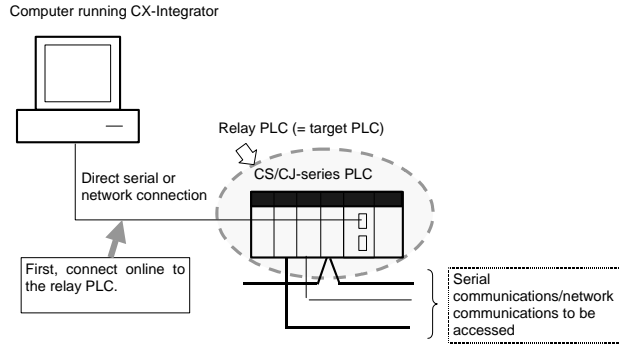 Computer running CX-Integrator
Relay PLC (= target PLC)
CS/CJ-series PLC
Direct serial or
network connection
First, connect online to
the relay PLC.
Serial
communications/network
communications to be
accessed